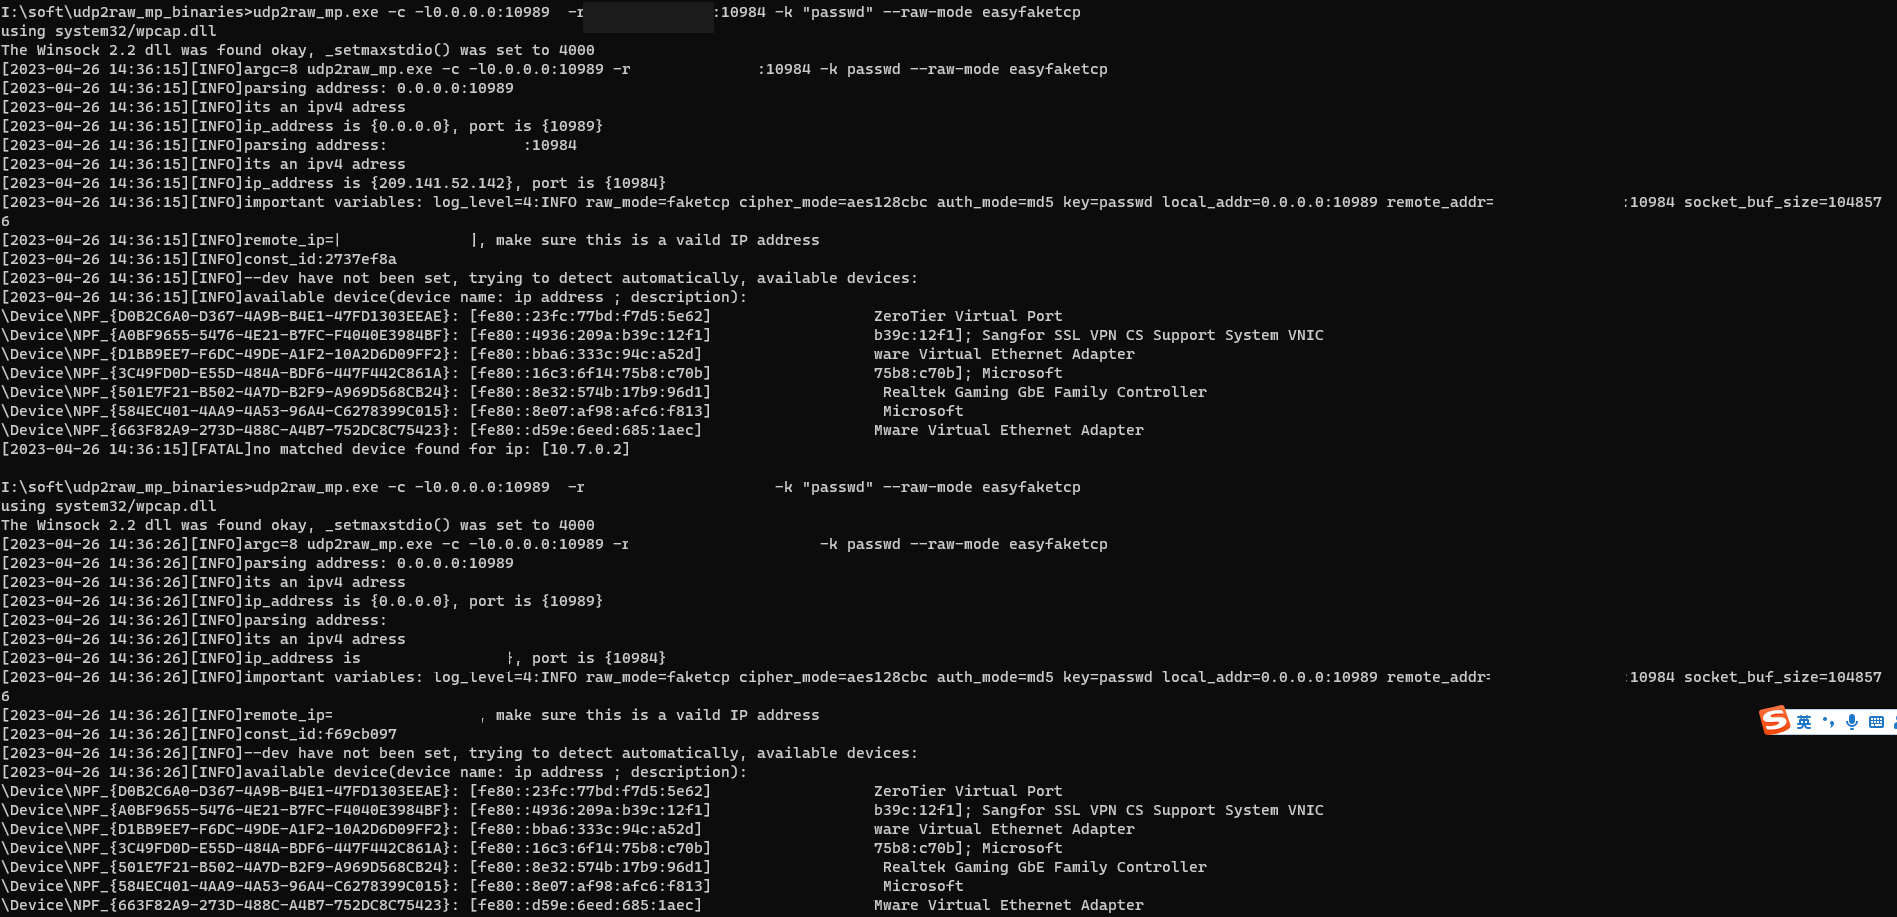 I:\soft\udp2raw_mp_binaries>udp2raw_mp.exe -c -l0.0.0.0:10989  -r :10984 -k "passwd" --raw-mode easyfaketcp
using system32/wpcap.dll
The Winsock 2.2 dll was found okay, _setmaxstdio() was set to 4000
[2023-04-26 14:36:15][INFO]argc=8 udp2raw_mp.exe -c -l0.0.0.0:10989 -r :10984 -k passwd --raw-mode easyfaketcp
[2023-04-26 14:36:15][INFO]parsing address: 0.0.0.0:10989
[2023-04-26 14:36:15][INFO]its an ipv4 adress
[2023-04-26 14:36:15][INFO]ip_address is {0.0.0.0}, port is {10989}
[2023-04-26 14:36:15][INFO]parsing address: :10984
[2023-04-26 14:36:15][INFO]its an ipv4 adress
[2023-04-26 14:36:15][INFO]ip_address is {209.141.52.142}, port is {10984}
[2023-04-26 14:36:15][INFO]important variables: log_level=4:INFO raw_mode=faketcp cipher_mode=aes128cbc auth_mode=md5 key=passwd local_addr=0.0.0.0:10989 remote_addr= :10984 socket_buf_size=104857
6
[2023-04-26 14:36:15][INFO]remote_ip=[ ], make sure this is a vaild IP address
[2023-04-26 14:36:15][INFO]const_id:2737ef8a
[2023-04-26 14:36:15][INFO]--dev have not been set, trying to detect automatically, available devices:
[2023-04-26 14:36:15][INFO]available device(device name: ip address ; description):
\Device\NPF_{D0B2C6A0-D367-4A9B-B4E1-47FD1303EEAE}: [fe80::23fc:77bd:f7d5:5e62] ZeroTier Virtual Port
\Device\NPF_{A0BF9655-5476-4E21-B7FC-F4040E3984BF}: [fe80::4936:209a:b39c:12f1] b39c:12f1]; Sangfor SSL VPN CS Support System VNIC
\Device\NPF_{D1BB9EE7-F6DC-49DE-A1F2-10A2D6D09FF2}: [fe80::bba6:333c:94c:a52d] ware Virtual Ethernet Adapter
\Device\NPF_{3C49FD0D-E55D-484A-BDF6-447F442C861A}: [fe80::16c3:6f14:75b8:c70b] 75b8:c70b]; Microsoft
\Device\NPF_{501E7F21-B502-4A7D-B2F9-A969D568CB24}: [fe80::8e32:574b:17b9:96d1] Realtek Gaming GbE Family Controller
\Device\NPF_{584EC401-4AA9-4A53-96A4-C6278399C015}: [fe80::8e07:af98:afc6:f813] Microsoft
\Device\NPF_{663F82A9-273D-488C-A4B7-752DC8C75423}: [fe80::d59e:6eed:685:1aec] Mware Virtual Ethernet Adapter
[2023-04-26 14:36:15][FATAL]no matched device found for ip: [10.7.0.2]
I:\soft\udp2raw_mp_binaries>udp2raw_mp.exe -c -l0.0.0.0:10989  -r -k "passwd" --raw-mode easyfaketcp
using system32/wpcap.dll
The Winsock 2.2 dll was found okay, _setmaxstdio() was set to 4000
[2023-04-26 14:36:26][INFO]argc=8 udp2raw_mp.exe -c -l0.0.0.0:10989 -r -k passwd --raw-mode easyfaketcp
[2023-04-26 14:36:26][INFO]parsing address: 0.0.0.0:10989
[2023-04-26 14:36:26][INFO]its an ipv4 adress
[2023-04-26 14:36:26][INFO]ip_address is {0.0.0.0}, port is {10989}
[2023-04-26 14:36:26][INFO]parsing address:
[2023-04-26 14:36:26][INFO]its an ipv4 adress
[2023-04-26 14:36:26][INFO]ip_address is }, port is {10984}
[2023-04-26 14:36:26][INFO]important variables: log_level=4:INFO raw_mode=faketcp cipher_mode=aes128cbc auth_mode=md5 key=passwd local_addr=0.0.0.0:10989 remote_addr= :10984 socket_buf_size=104857
6
[2023-04-26 14:36:26][INFO]remote_ip= , make sure this is a vaild IP address
[2023-04-26 14:36:26][INFO]const_id:f69cb097
[2023-04-26 14:36:26][INFO]--dev have not been set, trying to detect automatically, available devices:
[2023-04-26 14:36:26][INFO]available device(device name: ip address ; description):
\Device\NPF_{D0B2C6A0-D367-4A9B-B4E1-47FD1303EEAE}: [fe80::23fc:77bd:f7d5:5e62] ZeroTier Virtual Port
\Device\NPF_{A0BF9655-5476-4E21-B7FC-F4040E3984BF}: [fe80::4936:209a:b39c:12f1] b39c:12f1]; Sangfor SSL VPN CS Support System VNIC
\Device\NPF_{D1BB9EE7-F6DC-49DE-A1F2-10A2D6D09FF2}: [fe80::bba6:333c:94c:a52d] ware Virtual Ethernet Adapter
\Device\NPF_{3C49FD0D-E55D-484A-BDF6-447F442C861A}: [fe80::16c3:6f14:75b8:c70b] 75b8:c70b]; Microsoft
\Device\NPF_{501E7F21-B502-4A7D-B2F9-A969D568CB24}: [fe80::8e32:574b:17b9:96d1] Realtek Gaming GbE Family Controller
\Device\NPF_{584EC401-4AA9-4A53-96A4-C6278399C015}: [fe80::8e07:af98:afc6:f813] Microsoft
\Device\NPF_{663F82A9-273D-488C-A4B7-752DC8C75423}: [fe80::d59e:6eed:685:1aec] Mware Virtual Ethernet Adapter
S 英